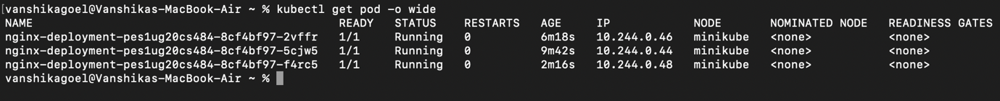 [vanshikagoel@Vanshikas-MacBook-Air ~ % kubectl get pod -o wide
NAME READY STATUS RESTARTS AGE IP NODE NOMINATED NODE READINESS GATES
nginx-deployment-pes1ug20cs484-8cf4bf97-2vffr 1/1 Running 0 6m18s 10.244.0.46 minikube <none> <none>
nginx-deployment-pes1ug20cs484-8cf4bf97-5cjw5 1/1 Running 0 9m42s 10.244.0.44 minikube <none> <none>
nginx-deployment-pes1ug20cs484-8cf4bf97-f4rc5 1/1 Running 0 2m16s 10.244.0.48 minikube <none> <none>
vanshikagoel@Vanshikas-MacBook-Air ~ %